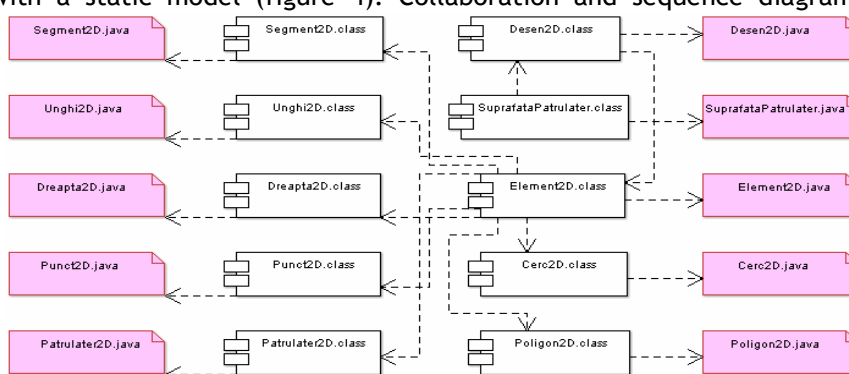 with a static model (figure 4). Collaboration and sequence diagram
Segment2D.java
Segment2D.class
Desen2D.class
Desen2D.java
Unghi2D.java
Unghi2D.class
SuprafataPatrulater.class
SuprafataPatrulater.java
Dreapta2D.java
Dreapta2D.class
Element2D.class
Element2D.java
Punct2D.java
Punct2D.class
Cerc2D.class
Cerc2D.java
Patrulater2D.java
Patrulater2D.class
Poligon2D.class
Poligon2D.java